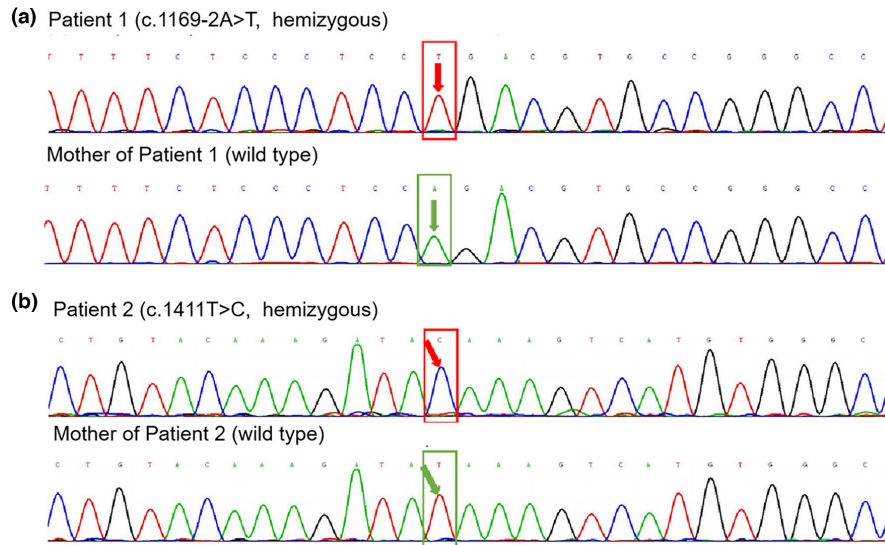 (a) Patient 1 (c.1169-2A>T, hemizygous)
T T T T C T C C C T C C T G A C G T G C C G G G C C
Mother of Patient 1 (wild type)
T T T T C T C C C T C C A G A C G T G C C G G G C C
(b) Patient 2 (c.1411T>C, hemizygous)
C T G T A C A A A G A T A C A A A G T C A T G T G G G C
Mother of Patient 2 (wild type)
C T G T A C A A A G A T A T A A A G T C A T G T G G G C